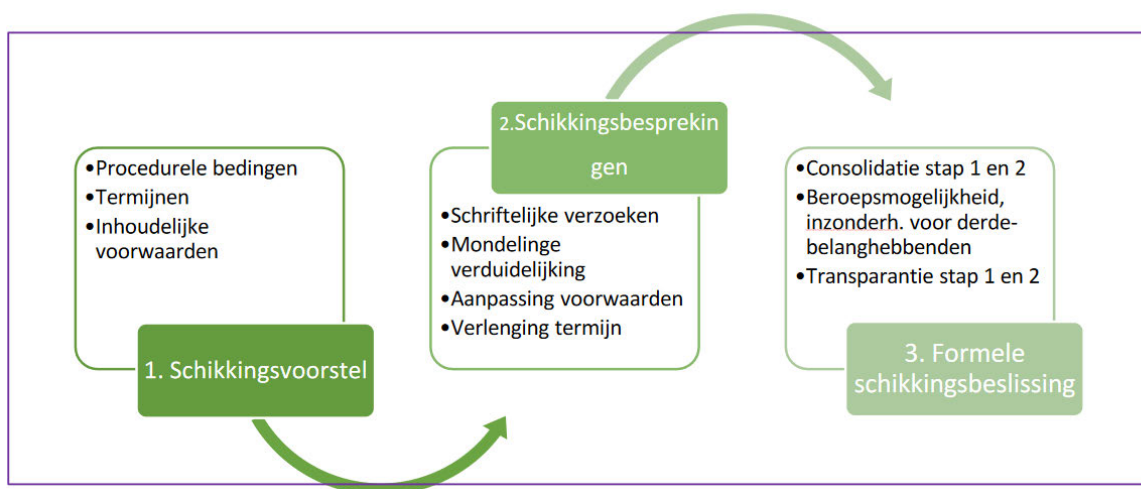 •Procedurele bedingen
•Termijnen
•Inhoudelijke
voorwaarden
1. Schikkingsvoorstel
2.Schikkingsbesprekin
gen
•Schriftelijke verzoeken
•Mondelinge
verduidelijking
•Aanpassing voorwaarden
•Verlenging termijn
•Consolidatie stap 1 en 2
•Beroepsmogelijkheid,
inzonderh. voor derde-
belanghebbenden
•Transparantie stap 1 en 2
3. Formele
schikkingsbeslissing